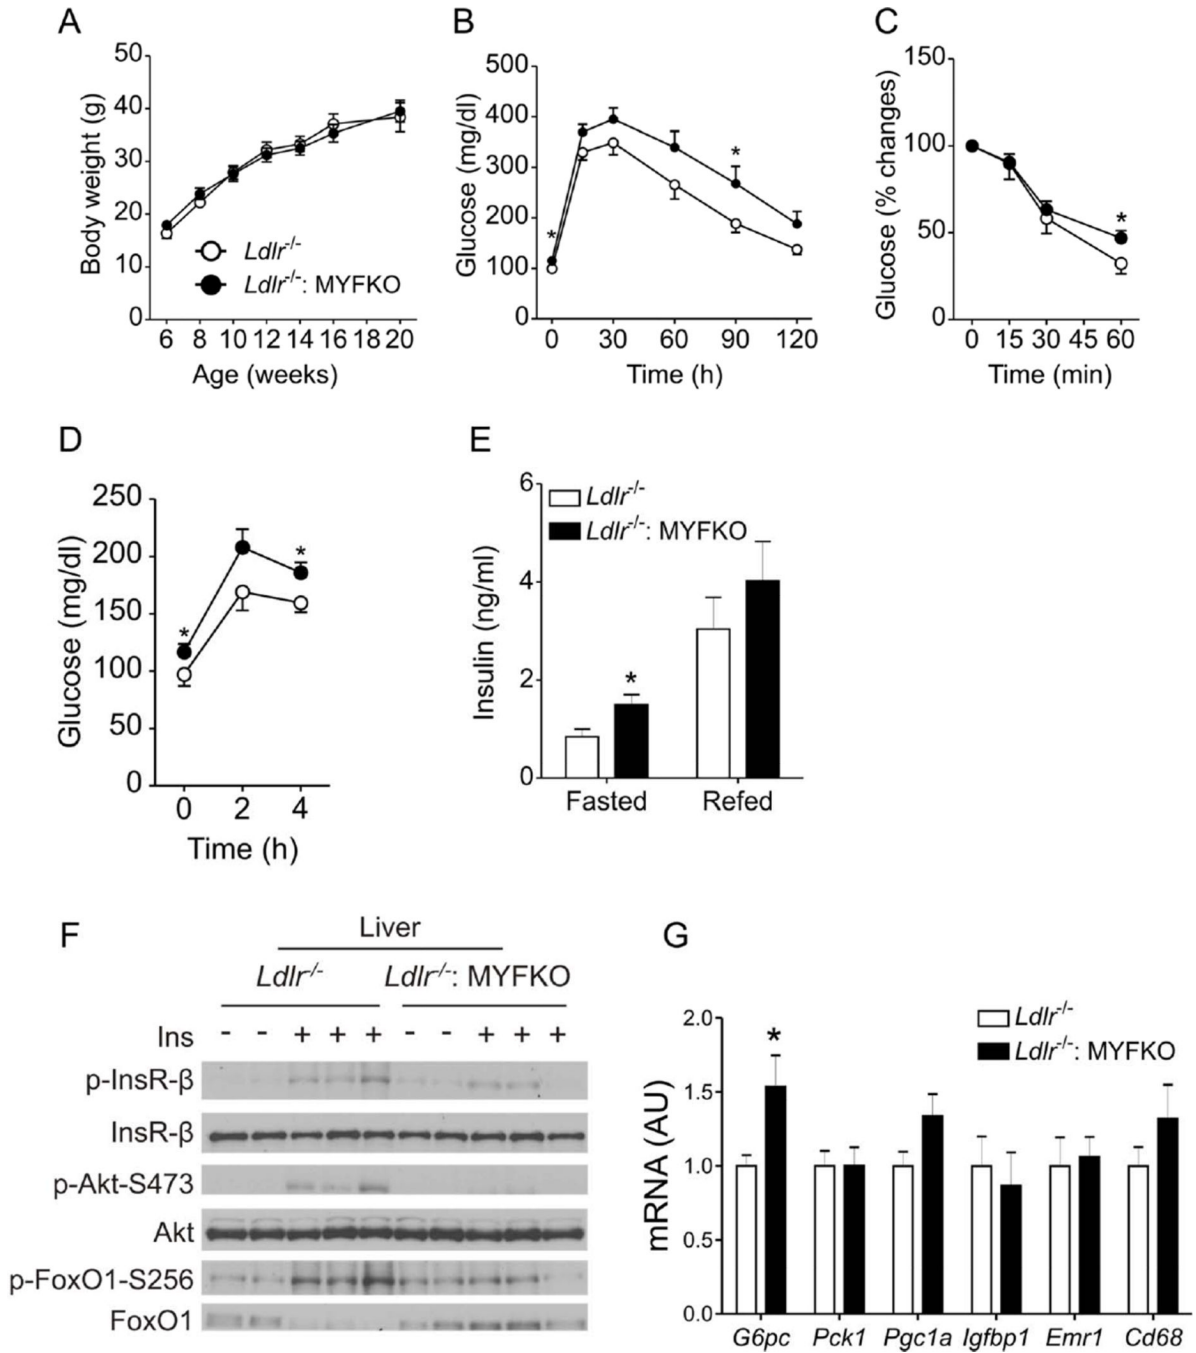 A
Body weight (g)
50
40
30
20
10
0
Ldlr-/-
Ldlr-/-: MYFKO
6 8 10 12 14 16 18 20
Age (weeks)
B
Glucose (mg/dl)
500
400
300
200
100
0
*
*
0 30 60 90 120
Time (h)
C
Glucose (% changes)
150
100
50
0
*
0 15 30 45 60
Time (min)
D
Glucose (mg/dl)
250
200
150
100
50
0
*
*
0 2 4
Time (h)
E
Insulin (ng/ml)
6
4
2
0
Ldlr-/-
Ldlr-/-: MYFKO
*
Fasted Refed
F
Liver
Ldlr-/- Ldlr-/-: MYFKO
Ins - - + + + - - + + +
p-InsR-β
InsR-β
p-Akt-S473
Akt
p-FoxO1-S256
FoxO1
G
mRNA (AU)
2.0
1.5
1.0
0.5
0.0
Ldlr-/-
Ldlr-/-: MYFKO
*
G6pc Pck1 Pgc1a Igfbp1 Emr1 Cd68